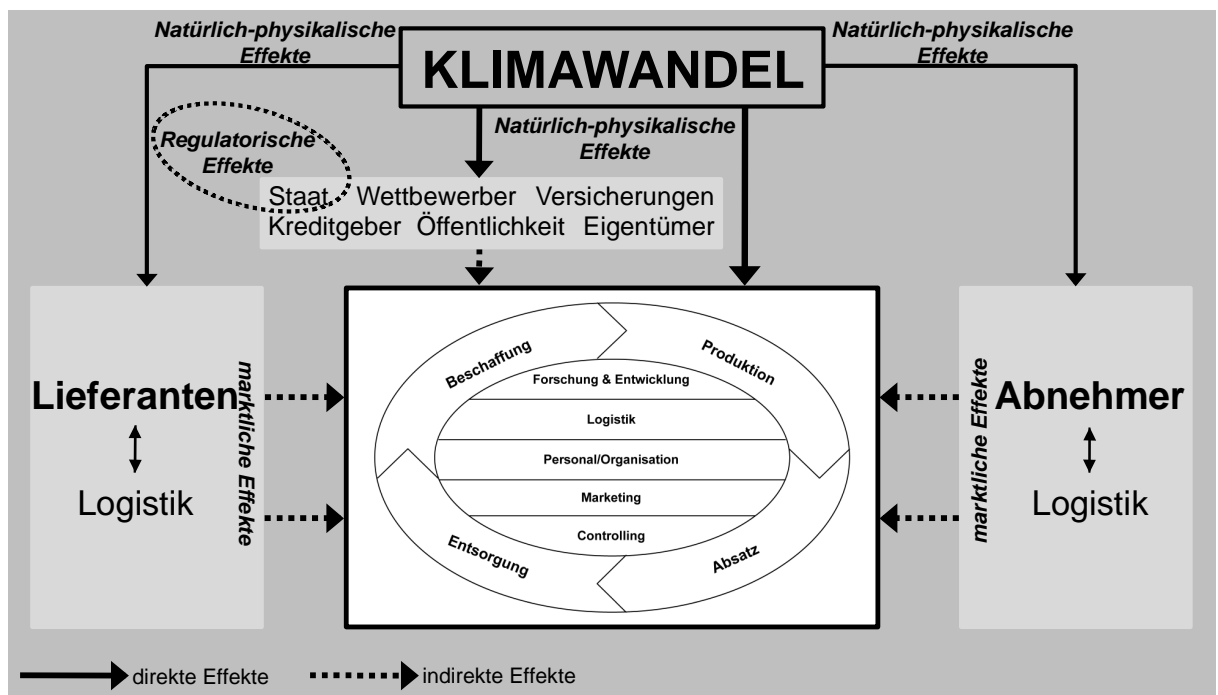 Natürlich-physikalische
Effekte
KLIMAWANDEL
Natürlich-physikalische
Effekte
Regulatorische
Effekte
Natürlich-physikalische
Effekte
Staat Wettbewerber Versicherungen
Kreditgeber Öffentlichkeit Eigentümer
Lieferanten
Logistik
marktliche Effekte
Beschaffung
Produktion
Forschung & Entwicklung
Logistik
Personal/Organisation
Marketing
Controlling
Entsorgung
Absatz
marktliche Effekte
Abnehmer
Logistik
direkte Effekte
indirekte Effekte